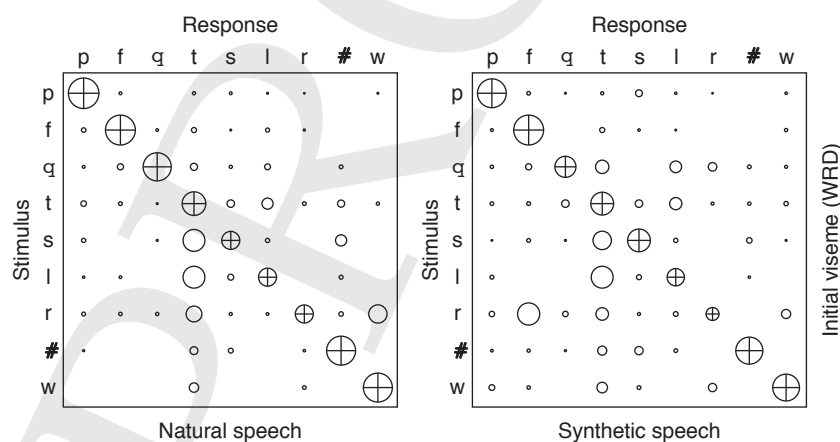 Response Response
p f q t s l r # w p f q t s l r # w
p
f
q
t
s
l
r
#
w
Stimulus Stimulus
Initial viseme (WRD)
Natural speech Synthetic speech